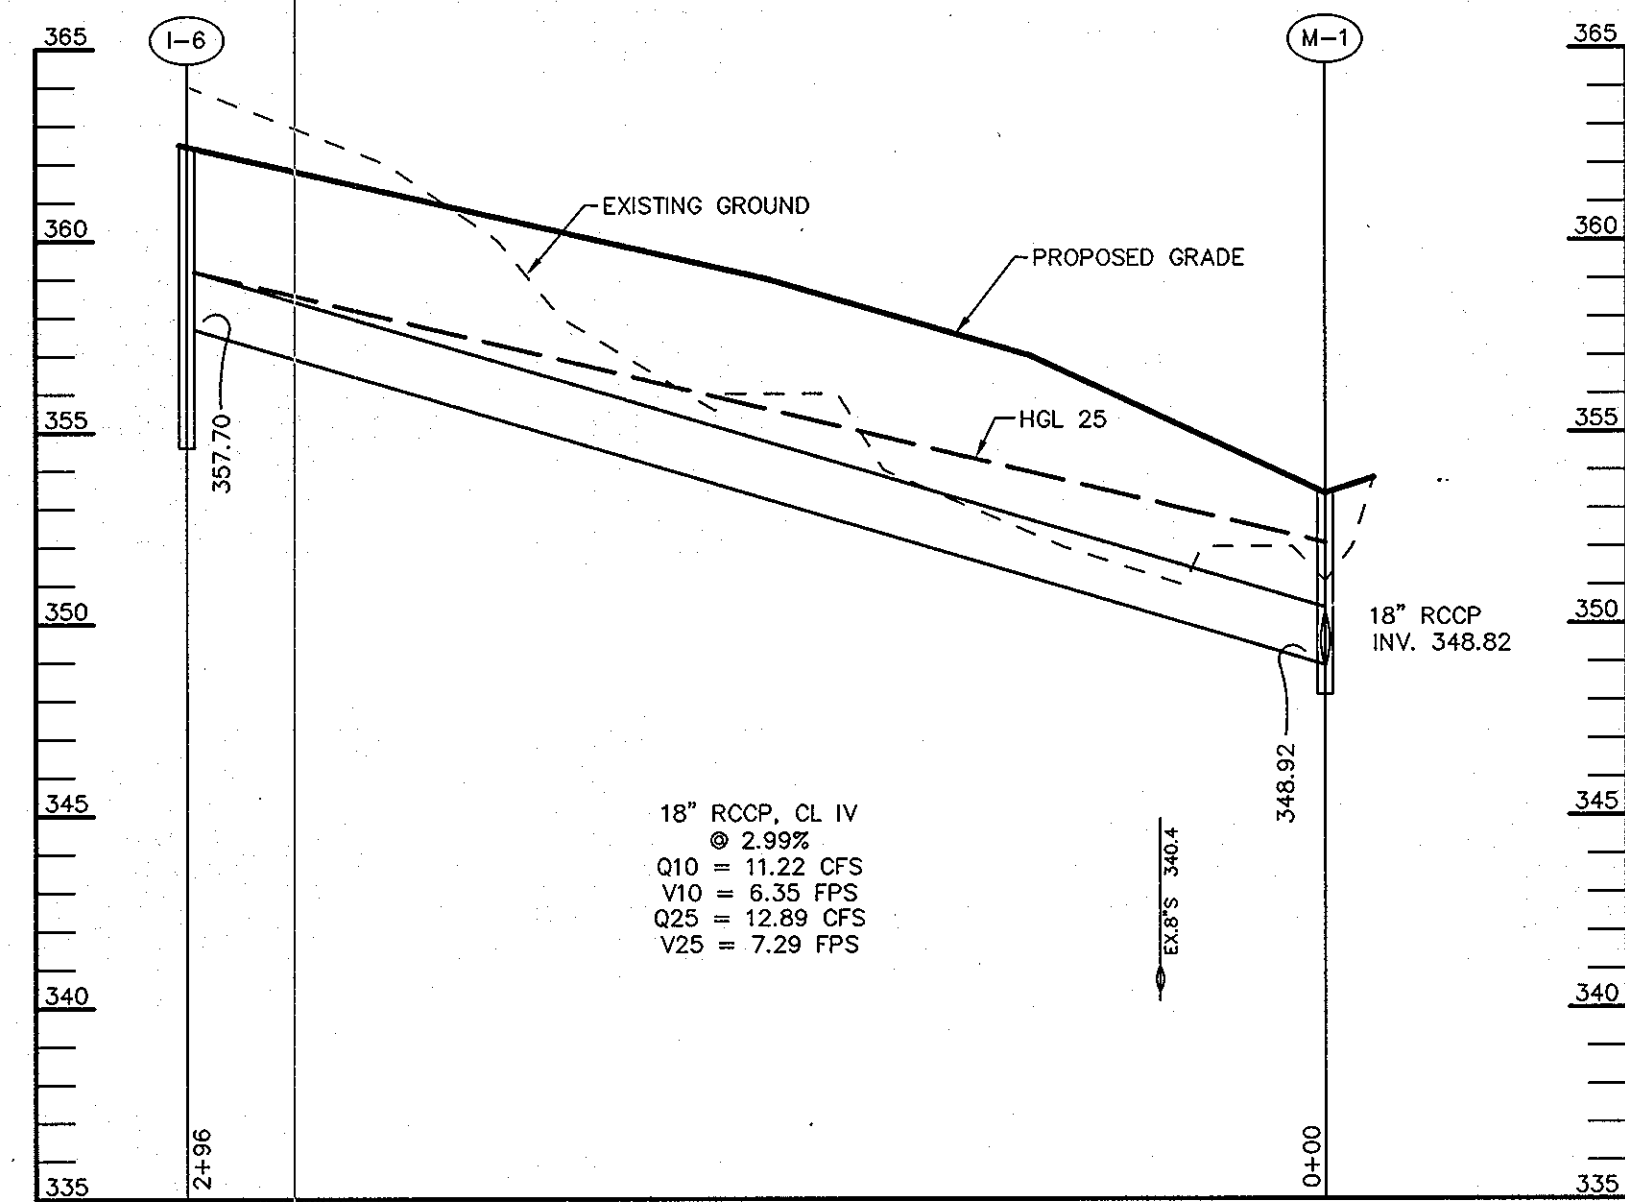 I-6
M-1
365
365
EXISTING GROUND
360
360
PROPOSED GRADE
HGL 25
355
355
357.70
350
350
18" RCCP
INV. 348.82
348.92
345
345
18" RCCP, CL IV
@ 2.99%
Q10 = 11.22 CFS
V10 = 6.35 FPS
Q25 = 12.89 CFS
V25 = 7.29 FPS
EX.8"S 340.4
340
340
2+96
0+00
335
335